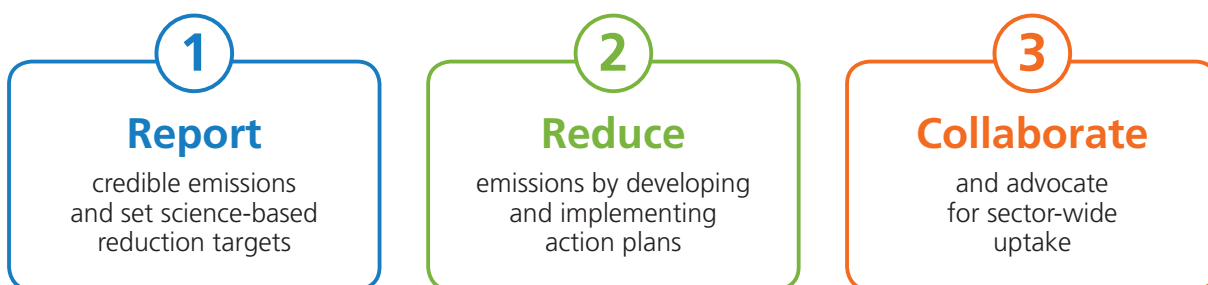 1
Report
credible emissions
and set science-based
reduction targets
2
Reduce
emissions by developing
and implementing
action plans
3
Collaborate
and advocate
for sector-wide
uptake